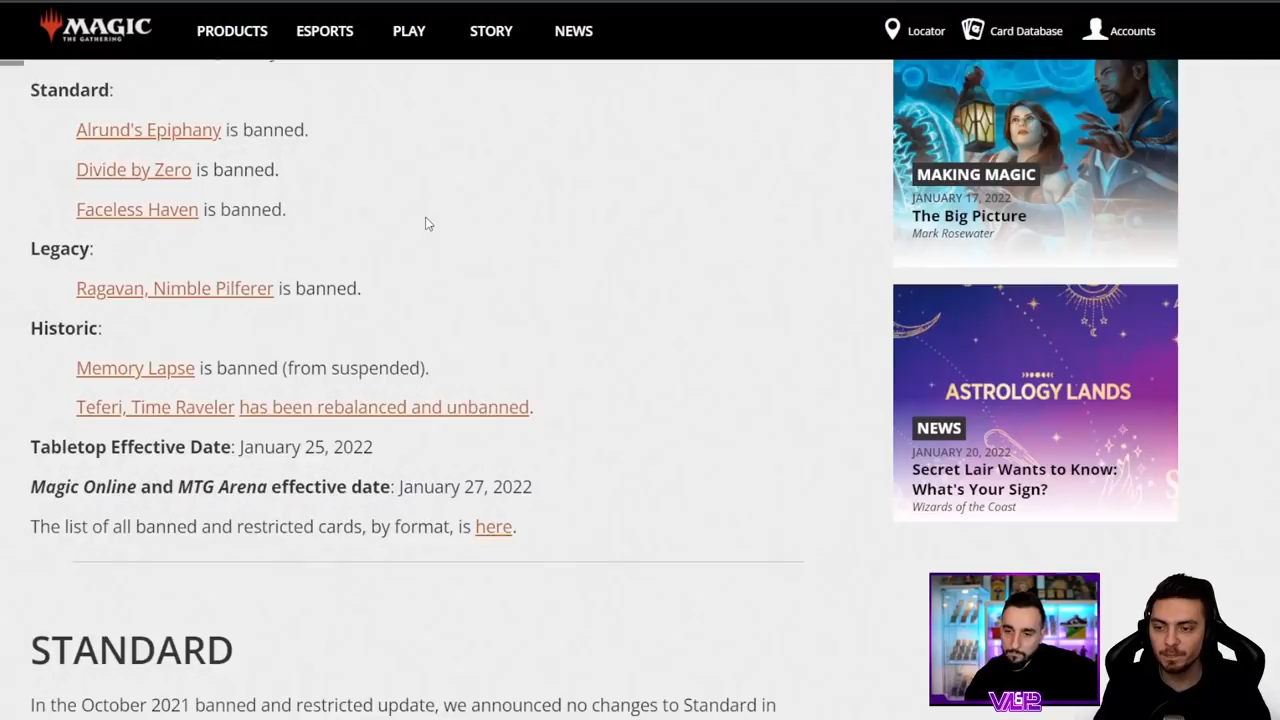 MAGIC
THE GATHERING
PRODUCTS
ESPORTS
PLAY
STORY
NEWS
Locator
Card Database
Accounts
Standard:
Alrund's Epiphany is banned.
Divide by Zero is banned.
Faceless Haven is banned.
Legacy:
Ragavan, Nimble Pilferer is banned.
Historic:
Memory Lapse is banned (from suspended).
Teferi, Time Raveler has been rebalanced and unbanned.
Tabletop Effective Date: January 25, 2022
Magic Online and MTG Arena effective date: January 27, 2022
The list of all banned and restricted cards, by format, is here.
STANDARD
In the October 2021 banned and restricted update, we announced no changes to Standard in
MAKING MAGIC
JANUARY 17, 2022
The Big Picture
Mark Rosewater
ASTROLOGY LANDS
NEWS
JANUARY 20, 2022
Secret Lair Wants to Know:
What's Your Sign?
Wizards of the Coast